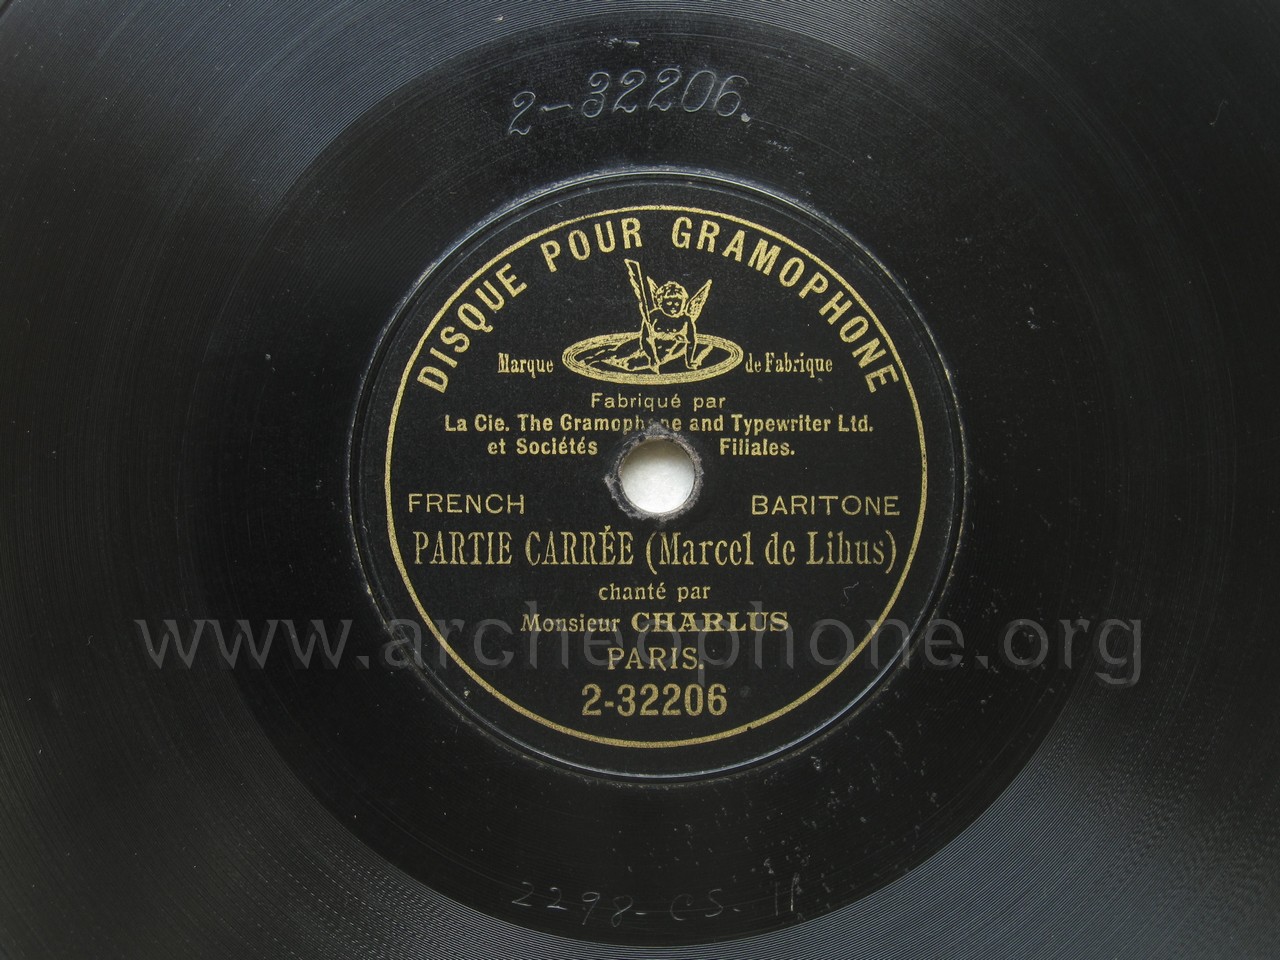 2-32206.
DISQUE POUR GRAMOPHONE
Marque de Fabrique
Fabriqué par
La Cie. The Gramophone and Typewriter Ltd.
et Sociétés Filiales.
FRENCH BARITONE
PARTIE CARRÉE (Marcel de Lihus)
chanté par
Monsieur CHARLUS
www.archeophone.org
PARIS.
2-32206
2298